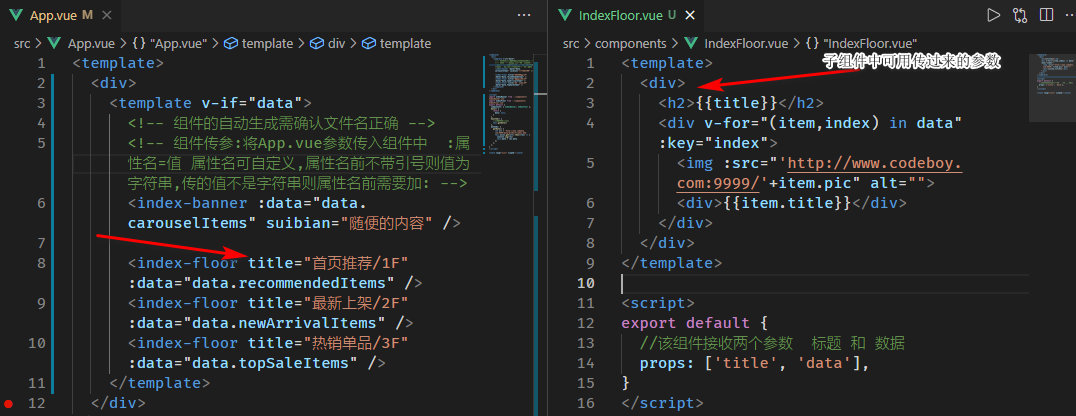 App.vue M ×
···
src > App.vue > {} "App.vue" > template > div > template
1 <template>
2 <div>
3 <template v-if="data">
4 <!-- 组件的自动生成需确认文件名正确 -->
5 <!-- 组件传参:将App.vue参数传入组件中 :属
性名=值 属性名可自定义,属性名前不带引号则值为
字符串,传的值不是字符串则属性名前需要加: -->
6 <index-banner :data="data.
carouselItems" suibian="随便的内容" />
7
8 <index-floor title="首页推荐/1F"
:data="data.recommendedItems" />
9 <index-floor title="最新上架/2F"
:data="data.newArrivalItems" />
10 <index-floor title="热销单品/3F"
:data="data.topSaleItems" />
11 </template>
12 </div>
IndexFloor.vue U ×
src > components > IndexFloor.vue > {} "IndexFloor.vue"
子组件中可用传过来的参数
1 <template>
2 <div>
3 <h2>{{title}}</h2>
4 <div v-for="(item,index) in data"
:key="index">
5 <img :src="'http://www.codeboy.
com:9999/'+item.pic" alt="">
6 <div>{{item.title}}</div>
7 </div>
8 </div>
9 </template>
10
11 <script>
12 export default {
13 //该组件接收两个参数 标题 和 数据
14 props: ['title', 'data'],
15 }
16 </script>